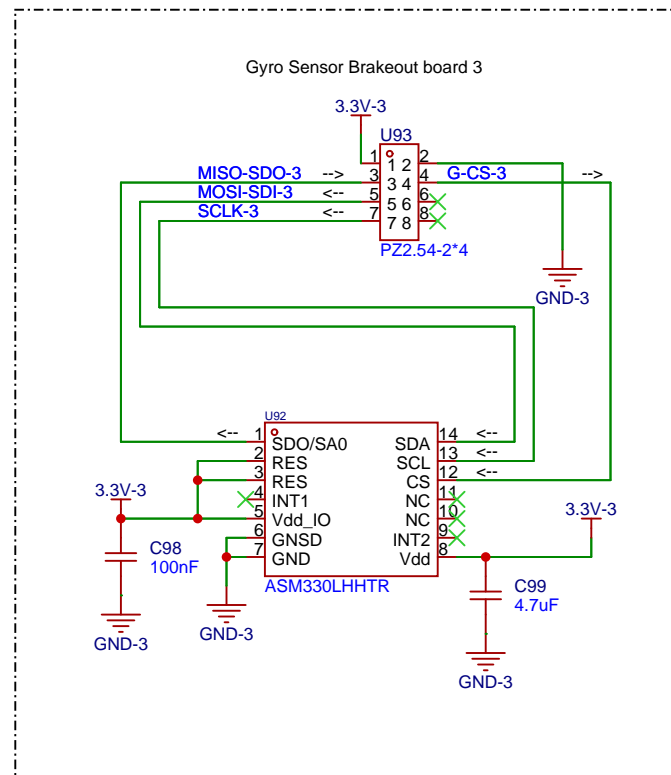 Gyro Sensor Brakeout board 3
3.3V-3
U93
1 1 2 2
MISO-SDO-3 --> 3 3 4 4 G-CS-3 -->
MOSI-SDI-3 <-- 5 5 6 6
SCLK-3 <-- 7 7 8 8
PZ2.54-2*4
GND-3
U92
<-- 1 SDO/SA0 SDA 14 <--
2 RES SCL 13 <--
3 RES CS 12 <--
4 INT1 NC 11
5 Vdd_IO NC 10
6 GNSD INT2 9
7 GND Vdd 8
ASM330LHHTR
3.3V-3
C98
100nF
GND-3
GND-3
3.3V-3
C99
4.7uF
GND-3